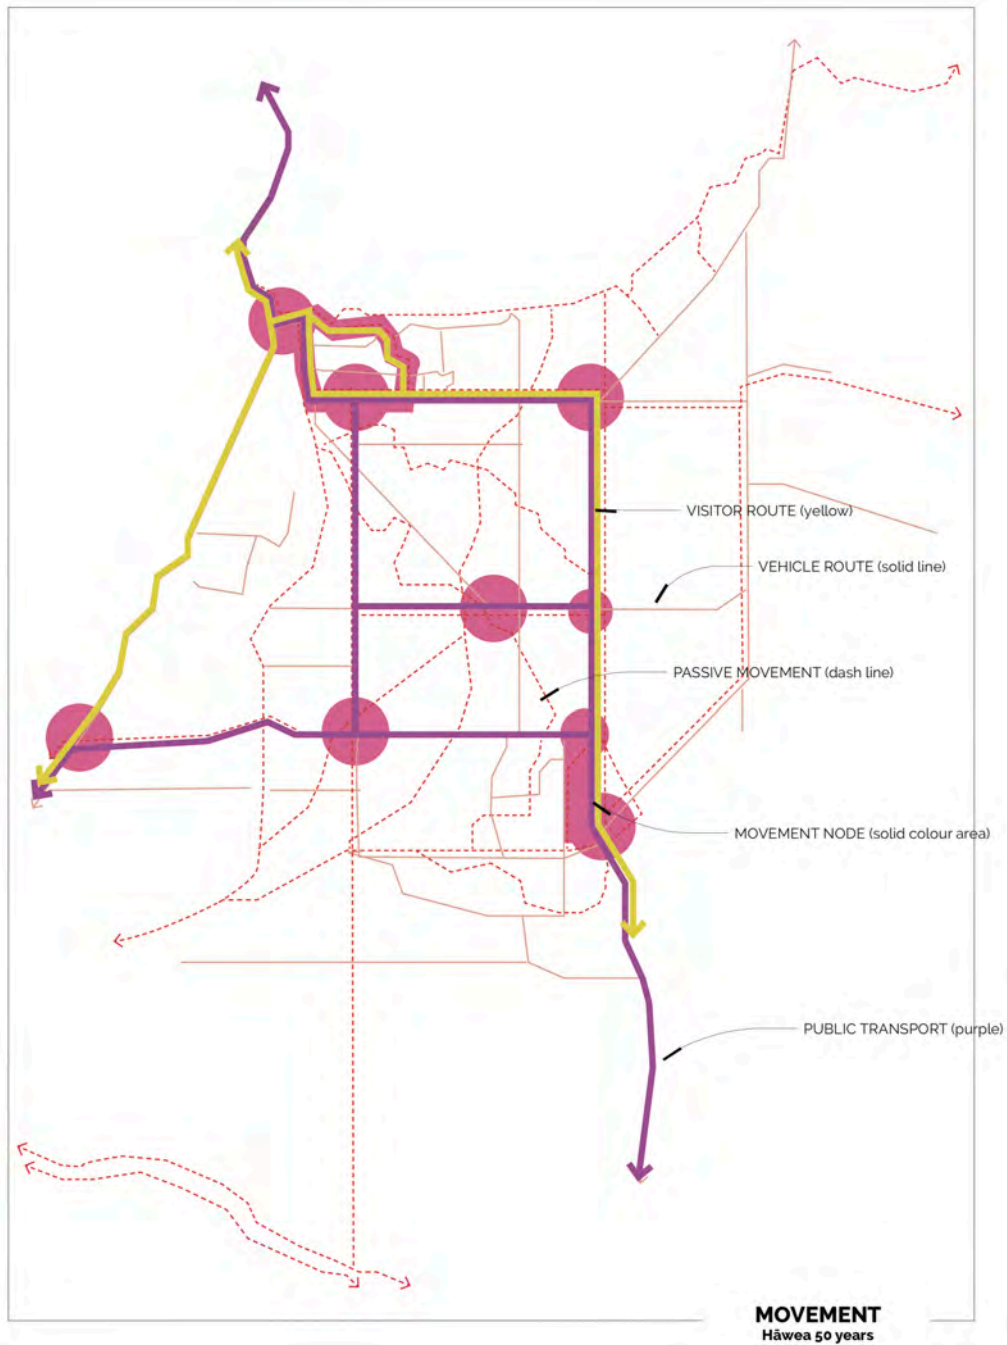 VISITOR ROUTE (yellow)
VEHICLE ROUTE (solid line)
PASSIVE MOVEMENT (dash line)
MOVEMENT NODE (solid colour area)
PUBLIC TRANSPORT (purple)
MOVEMENT
Hāwea 50 years